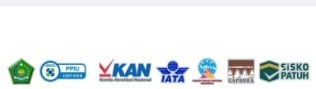 PPIU
CERTIFIED
KAN
Komite Akreditasi Nasional
IATA
GAPHURA
SISKO
PATUH